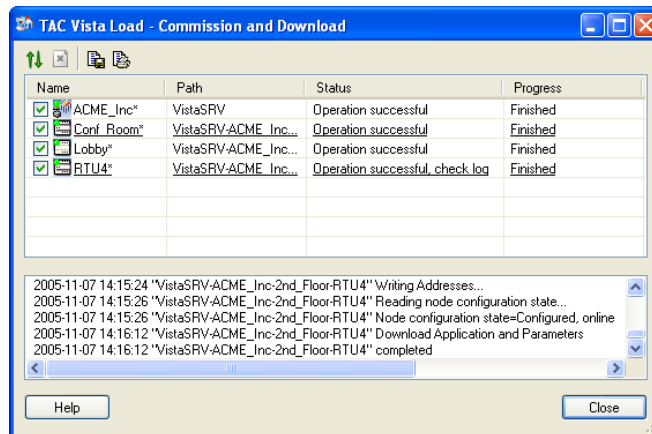 TAC Vista Load - Commission and Download
Name Path Status Progress
ACME_Inc* VistaSRV Operation successful Finished
Conf_Room* VistaSRV-ACME_Inc... Operation successful Finished
Lobby* VistaSRV-ACME_Inc... Operation successful Finished
RTU4* VistaSRV-ACME_Inc... Operation successful, check log Finished
2005-11-07 14:15:24 "VistaSRV-ACME_Inc-2nd_Floor-RTU4" Writing Addresses...
2005-11-07 14:15:26 "VistaSRV-ACME_Inc-2nd_Floor-RTU4" Reading node configuration state...
2005-11-07 14:15:26 "VistaSRV-ACME_Inc-2nd_Floor-RTU4" Node configuration state=Configured, online
2005-11-07 14:16:12 "VistaSRV-ACME_Inc-2nd_Floor-RTU4" Download Application and Parameters
2005-11-07 14:16:12 "VistaSRV-ACME_Inc-2nd_Floor-RTU4" completed
Help Close